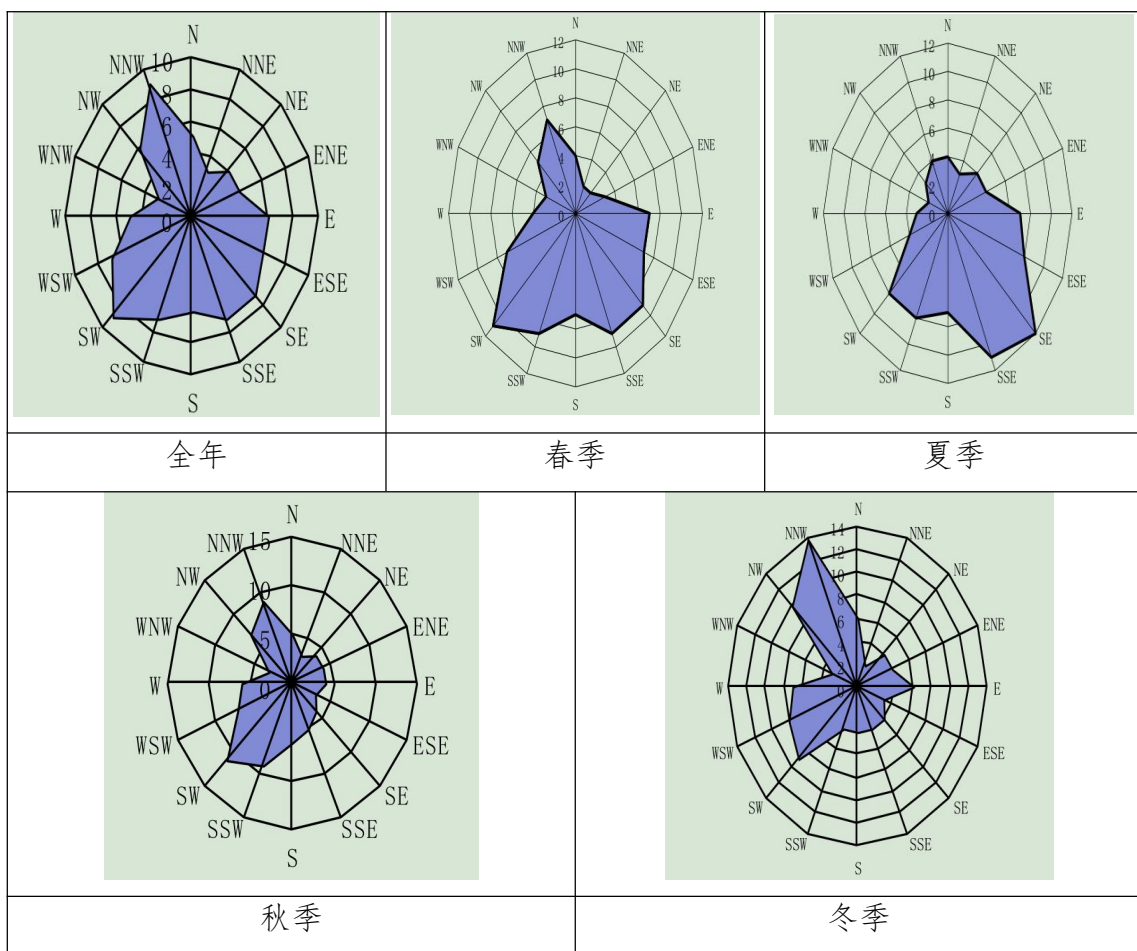 N
NNW 10 NNE
NW 8 NE
6
WNW 4 ENE
2
W 0 E
WSW ESE
SW SE
SSW SSE
S
全年
N
12
NNW NNE
10
NW 8 NE
6
WNW 4 ENE
2
W 0 E
WSW ESE
SW SE
SSW SSE
S
春季
N
12
NNW NNE
10
NW 8 NE
6
WNW 4 ENE
2
W 0 E
WSW ESE
SW SE
SSW SSE
S
夏季
N
NNW 15 NNE
NW 10 NE
WNW 5 ENE
W 0 E
WSW ESE
SW SE
SSW SSE
S
秋季
N
NNW 14 NNE
12
NW 10 NE
8
WNW 6 ENE
4
2
W 0 E
WSW ESE
SW SE
SSW SSE
S
冬季